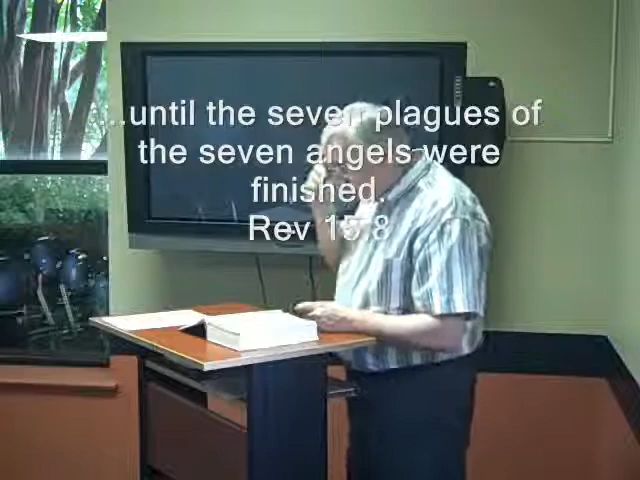 ...until the seven plagues of
the seven angels were
finished.
Rev 15:8